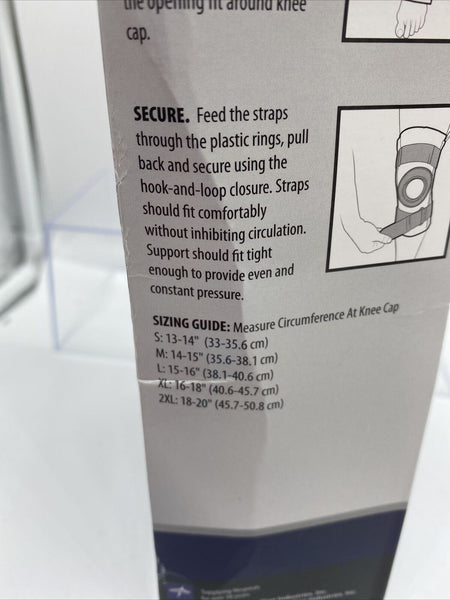 the opening fit around knee
cap.
SECURE. Feed the straps
through the plastic rings, pull
back and secure using the
hook-and-loop closure. Straps
should fit comfortably
without inhibiting circulation.
Support should fit tight
enough to provide even and
constant pressure.
SIZING GUIDE: Measure Circumference At Knee Cap
S: 13-14" (33-35.6 cm)
M: 14-15" (35.6-38.1 cm)
L: 15-16" (38.1-40.6 cm)
XL: 16-18" (40.6-45.7 cm)
2XL: 18-20" (45.7-50.8 cm)
Industries, Inc
Industries, Inc